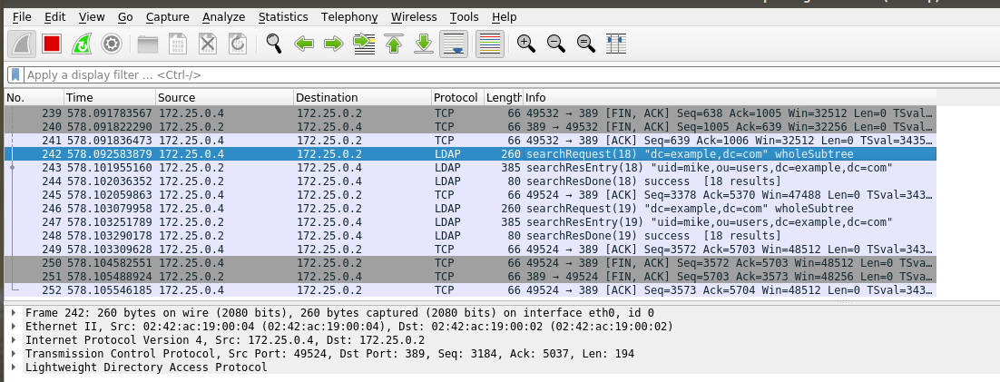 File Edit View Go Capture Analyze Statistics Telephony Wireless Tools Help
Apply a display filter … <Ctrl-/>
No. Time Source Destination Protocol Length Info
239 578.091783567 172.25.0.4 172.25.0.2 TCP 66 49532 → 389 [FIN, ACK] Seq=638 Ack=1005 Win=32512 Len=0 TSval…
240 578.091822290 172.25.0.2 172.25.0.4 TCP 66 389 → 49532 [FIN, ACK] Seq=1005 Ack=639 Win=32256 Len=0 TSval…
241 578.091836473 172.25.0.4 172.25.0.2 TCP 66 49532 → 389 [ACK] Seq=639 Ack=1006 Win=32512 Len=0 TSval=3435…
242 578.092583879 172.25.0.4 172.25.0.2 LDAP 260 searchRequest(18) "dc=example,dc=com" wholeSubtree
243 578.101955160 172.25.0.2 172.25.0.4 LDAP 385 searchResEntry(18) "uid=mike,ou=users,dc=example,dc=com"
244 578.102036352 172.25.0.2 172.25.0.4 LDAP 80 searchResDone(18) success [18 results]
245 578.102059863 172.25.0.4 172.25.0.2 TCP 66 49524 → 389 [ACK] Seq=3378 Ack=5370 Win=47488 Len=0 TSval=343…
246 578.103079958 172.25.0.4 172.25.0.2 LDAP 260 searchRequest(19) "dc=example,dc=com" wholeSubtree
247 578.103251789 172.25.0.2 172.25.0.4 LDAP 385 searchResEntry(19) "uid=mike,ou=users,dc=example,dc=com"
248 578.103290178 172.25.0.2 172.25.0.4 LDAP 80 searchResDone(19) success [18 results]
249 578.103309628 172.25.0.4 172.25.0.2 TCP 66 49524 → 389 [ACK] Seq=3572 Ack=5703 Win=48512 Len=0 TSval=343…
250 578.104582551 172.25.0.4 172.25.0.2 TCP 66 49524 → 389 [FIN, ACK] Seq=3572 Ack=5703 Win=48512 Len=0 TSva…
251 578.105488924 172.25.0.2 172.25.0.4 TCP 66 389 → 49524 [FIN, ACK] Seq=5703 Ack=3573 Win=48256 Len=0 TSva…
252 578.105546185 172.25.0.4 172.25.0.2 TCP 66 49524 → 389 [ACK] Seq=3573 Ack=5704 Win=48512 Len=0 TSval=343…
Frame 242: 260 bytes on wire (2080 bits), 260 bytes captured (2080 bits) on interface eth0, id 0
Ethernet II, Src: 02:42:ac:19:00:04 (02:42:ac:19:00:04), Dst: 02:42:ac:19:00:02 (02:42:ac:19:00:02)
Internet Protocol Version 4, Src: 172.25.0.4, Dst: 172.25.0.2
Transmission Control Protocol, Src Port: 49524, Dst Port: 389, Seq: 3184, Ack: 5037, Len: 194
Lightweight Directory Access Protocol